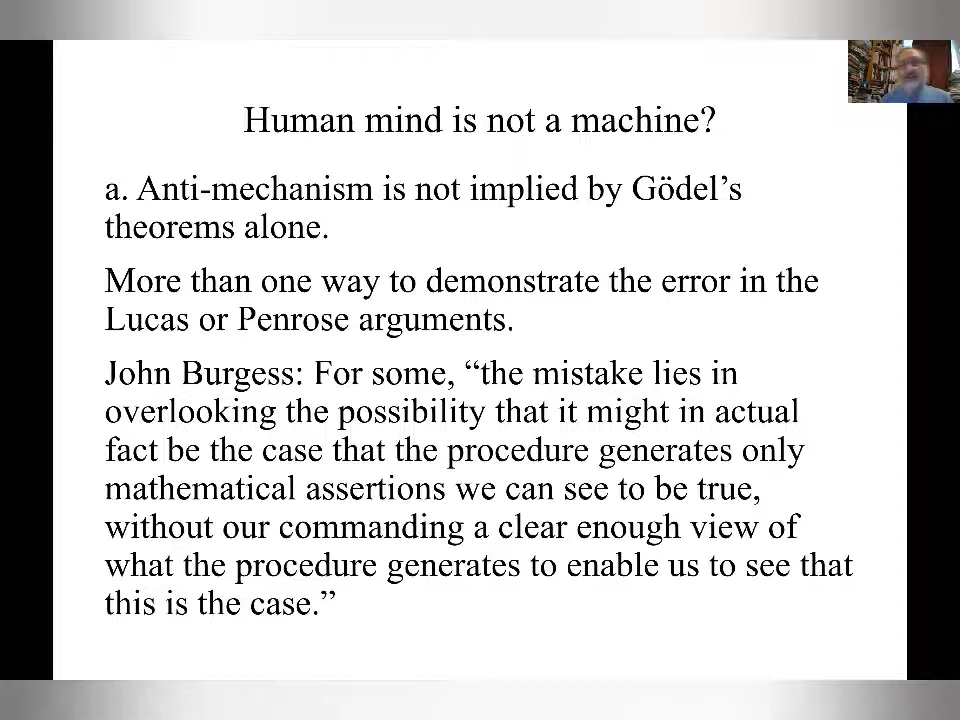 Human mind is not a machine?
a. Anti-mechanism is not implied by Gödel's
theorems alone.
More than one way to demonstrate the error in the
Lucas or Penrose arguments.
John Burgess: For some, “the mistake lies in
overlooking the possibility that it might in actual
fact be the case that the procedure generates only
mathematical assertions we can see to be true,
without our commanding a clear enough view of
what the procedure generates to enable us to see that
this is the case.”